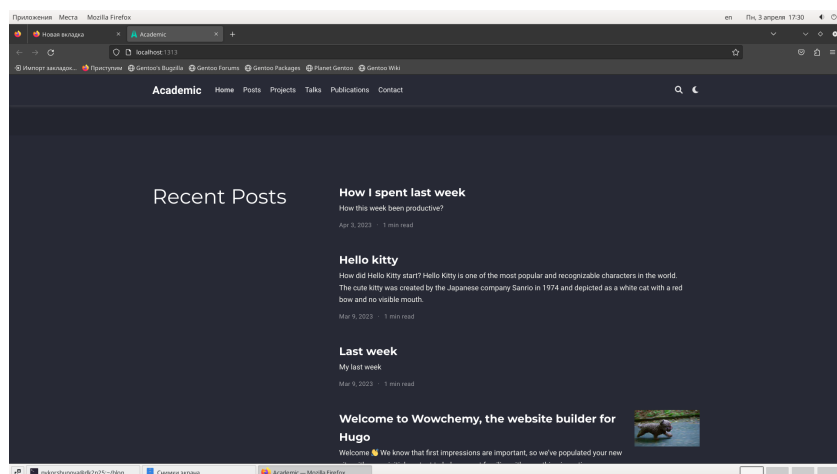 Приложения Места Mozilla Firefox en Пн, 3 апреля 17:30
Новая вкладка × Academic × +
localhost:1313
Импорт закладок... Приступим Gentoo's Bugzilla Gentoo Forums Gentoo Packages Planet Gentoo Gentoo Wiki
Academic Home Posts Projects Talks Publications Contact
Recent Posts
How I spent last week
How this week been productive?
Apr 3, 2023 · 1 min read
Hello kitty
How did Hello Kitty start? Hello Kitty is one of the most popular and recognizable characters in the world.
The cute kitty was created by the Japanese company Sanrio in 1974 and depicted as a white cat with a red
bow and no visible mouth.
Mar 9, 2023 · 1 min read
Last week
My last week
Mar 9, 2023 · 1 min read
Welcome to Wowchemy, the website builder for
Hugo
Welcome 👋 We know that first impressions are important, so we've populated your new
Снимки экрана Academic — Mozilla Firefox